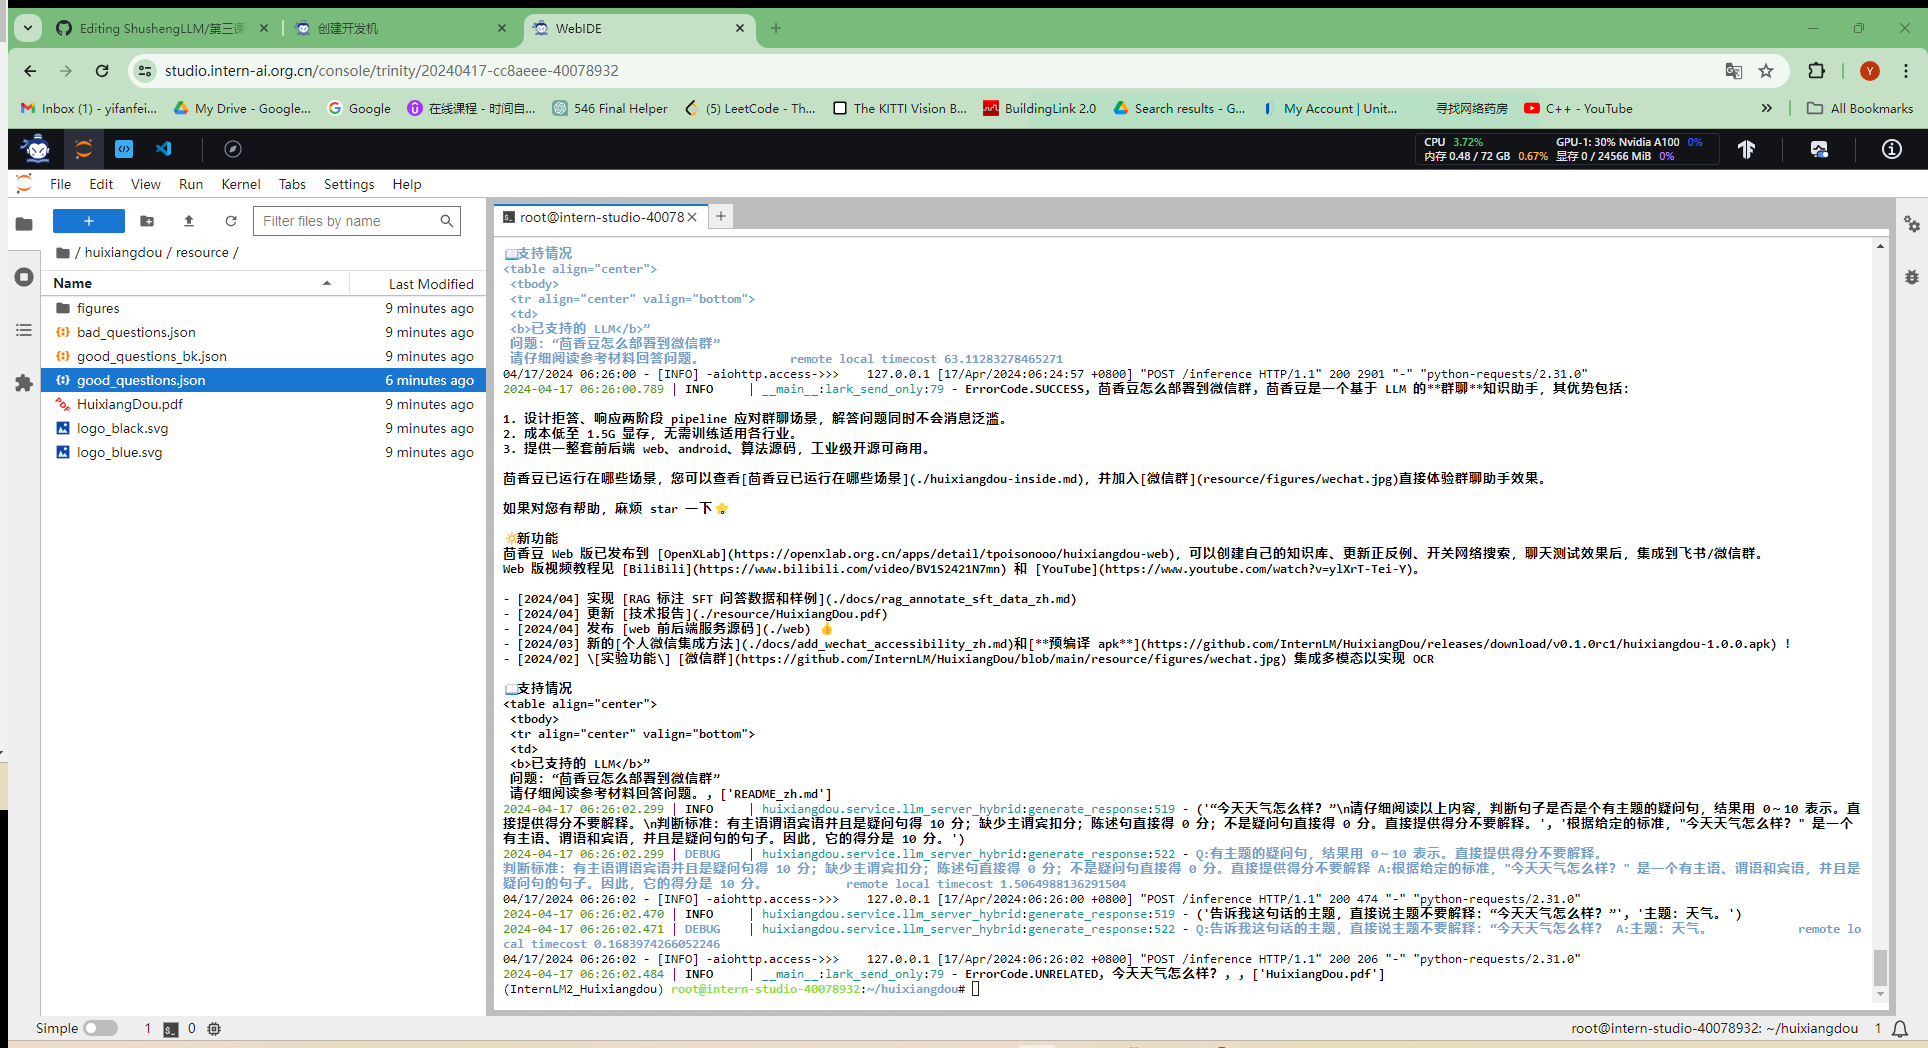 Editing ShushengLLM/第三课
创建开发机
WebIDE
studio.intern-ai.org.cn/console/trinity/20240417-cc8aeee-40078932
Y
Inbox (1) - yifanfei...
My Drive - Google...
Google
在线课程 - 时间自...
546 Final Helper
(5) LeetCode - Th...
The KITTI Vision B...
BuildingLink 2.0
Search results - G...
My Account | Unit...
寻找网络药房
C++ - YouTube
All Bookmarks
CPU 3.72% GPU-1: 30% Nvidia A100 0%
内存 0.48 / 72 GB 0.67% 显存 0 / 24566 MiB 0%
File Edit View Run Kernel Tabs Settings Help
Filter files by name
/ huixiangdou / resource /
Name Last Modified
figures 9 minutes ago
bad_questions.json 9 minutes ago
good_questions_bk.json 9 minutes ago
good_questions.json 6 minutes ago
HuixiangDou.pdf 9 minutes ago
logo_black.svg 9 minutes ago
logo_blue.svg 9 minutes ago
root@intern-studio-40078
📖支持情况
<table align="center">
<tbody>
<tr align="center" valign="bottom">
<td>
<b>已支持的 LLM</b>”
问题：“茴香豆怎么部署到微信群”
请仔细阅读参考材料回答问题。 remote local timecost 63.11283278465271
04/17/2024 06:26:00 - [INFO] -aiohttp.access->>> 127.0.0.1 [17/Apr/2024:06:24:57 +0800] "POST /inference HTTP/1.1" 200 2901 "-" "python-requests/2.31.0"
2024-04-17 06:26:00.789 | INFO | __main__:lark_send_only:79 - ErrorCode.SUCCESS，茴香豆怎么部署到微信群，茴香豆是一个基于 LLM 的**群聊**知识助手，其优势包括：
1. 设计拒答、响应两阶段 pipeline 应对群聊场景，解答问题同时不会消息泛滥。
2. 成本低至 1.5G 显存，无需训练适用各行业。
3. 提供一整套前后端 web、android、算法源码，工业级开源可商用。
茴香豆已运行在哪些场景，您可以查看[茴香豆已运行在哪些场景](./huixiangdou-inside.md)，并加入[微信群](resource/figures/wechat.jpg)直接体验群聊助手效果。
如果对您有帮助，麻烦 star 一下⭐
🔆新功能
茴香豆 Web 版已发布到 [OpenXLab](https://openxlab.org.cn/apps/detail/tpoisonooo/huixiangdou-web)，可以创建自己的知识库、更新正反例、开关网络搜索，聊天测试效果后，集成到飞书/微信群。
Web 版视频教程见 [BiliBili](https://www.bilibili.com/video/BV1S2421N7mn) 和 [YouTube](https://www.youtube.com/watch?v=ylXrT-Tei-Y)。
- [2024/04] 实现 [RAG 标注 SFT 问答数据和样例](./docs/rag_annotate_sft_data_zh.md)
- [2024/04] 更新 [技术报告](./resource/HuixiangDou.pdf)
- [2024/04] 发布 [web 前后端服务源码](./web) 👍
- [2024/03] 新的[个人微信集成方法](./docs/add_wechat_accessibility_zh.md)和[**预编译 apk**](https://github.com/InternLM/HuixiangDou/releases/download/v0.1.0rc1/huixiangdou-1.0.0.apk) !
- [2024/02] \[实验功能\] [微信群](https://github.com/InternLM/HuixiangDou/blob/main/resource/figures/wechat.jpg) 集成多模态以实现 OCR
📖支持情况
<table align="center">
<tbody>
<tr align="center" valign="bottom">
<td>
<b>已支持的 LLM</b>”
问题：“茴香豆怎么部署到微信群”
请仔细阅读参考材料回答问题。，['README_zh.md']
2024-04-17 06:26:02.299 | INFO | huixiangdou.service.llm_server_hybrid:generate_response:519 - ('“今天天气怎么样？”\n请仔细阅读以上内容，判断句子是否是个有主题的疑问句，结果用 0～10 表示。直
接提供得分不要解释。\n判断标准：有主语谓语宾语并且是疑问句得 10 分；缺少主谓宾扣分；陈述句直接得 0 分；不是疑问句直接得 0 分。直接提供得分不要解释。'，'根据给定的标准，"今天天气怎么样？" 是一个
有主语、谓语和宾语，并且是疑问句的句子。因此，它的得分是 10 分。')
2024-04-17 06:26:02.299 | DEBUG | huixiangdou.service.llm_server_hybrid:generate_response:522 - Q:有主题的疑问句，结果用 0～10 表示。直接提供得分不要解释。
判断标准：有主语谓语宾语并且是疑问句得 10 分；缺少主谓宾扣分；陈述句直接得 0 分；不是疑问句直接得 0 分。直接提供得分不要解释 A:根据给定的标准，"今天天气怎么样？" 是一个有主语、谓语和宾语，并且是
疑问句的句子。因此，它的得分是 10 分。 remote local timecost 1.5064988136291504
04/17/2024 06:26:02 - [INFO] -aiohttp.access->>> 127.0.0.1 [17/Apr/2024:06:26:00 +0800] "POST /inference HTTP/1.1" 200 474 "-" "python-requests/2.31.0"
2024-04-17 06:26:02.470 | INFO | huixiangdou.service.llm_server_hybrid:generate_response:519 - ('告诉我这句话的主题，直接说主题不要解释：“今天天气怎么样？”'，'主题：天气。')
2024-04-17 06:26:02.471 | DEBUG | huixiangdou.service.llm_server_hybrid:generate_response:522 - Q:告诉我这句话的主题，直接说主题不要解释：“今天天气怎么样？ A:主题：天气。 remote lo
cal timecost 0.1683974266052246
04/17/2024 06:26:02 - [INFO] -aiohttp.access->>> 127.0.0.1 [17/Apr/2024:06:26:02 +0800] "POST /inference HTTP/1.1" 200 206 "-" "python-requests/2.31.0"
2024-04-17 06:26:02.484 | INFO | __main__:lark_send_only:79 - ErrorCode.UNRELATED，今天天气怎么样？，，['HuixiangDou.pdf']
(InternLM2_Huixiangdou) root@intern-studio-40078932:~/huixiangdou#
Simple 1 0
root@intern-studio-40078932: ~/huixiangdou 1